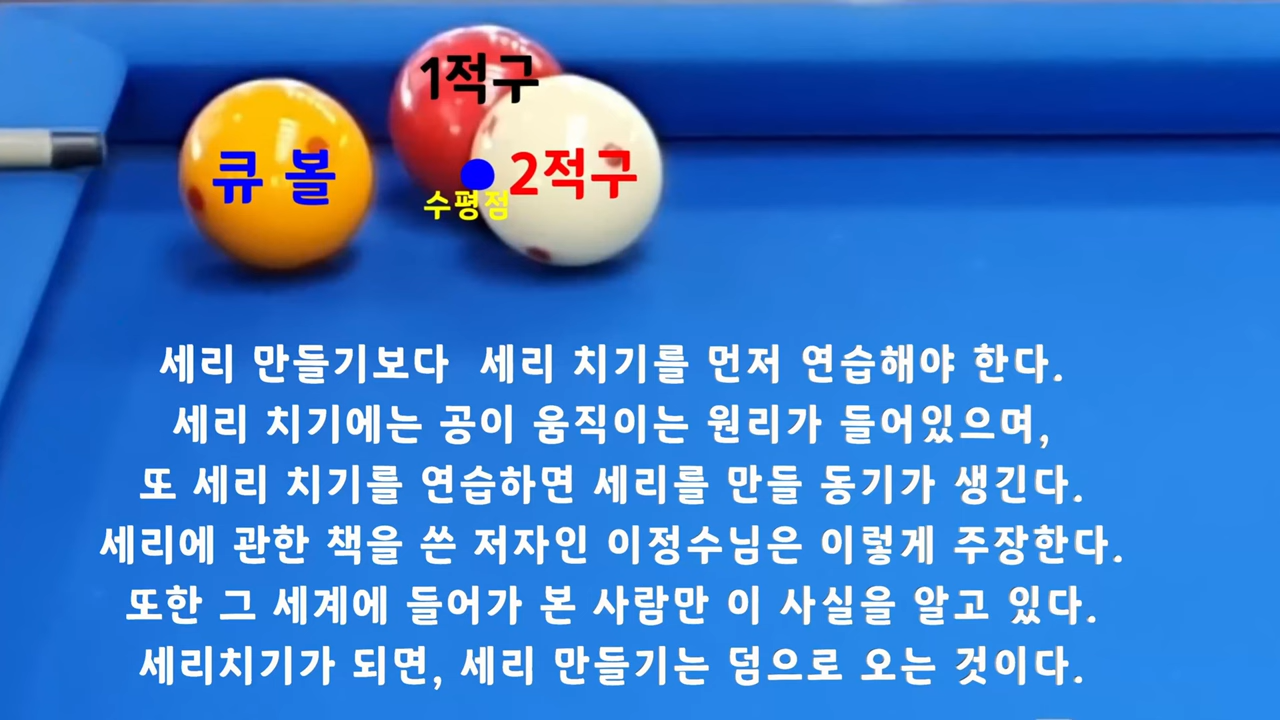 1적구
큐 볼
2적구
수평점
세리 만들기보다 세리 치기를 먼저 연습해야 한다.
세리 치기에는 공이 움직이는 원리가 들어있으며,
또 세리 치기를 연습하면 세리를 만들 동기가 생긴다.
세리에 관한 책을 쓴 저자인 이정수님은 이렇게 주장한다.
또한 그 세계에 들어가 본 사람만 이 사실을 알고 있다.
세리치기가 되면, 세리 만들기는 덤으로 오는 것이다.